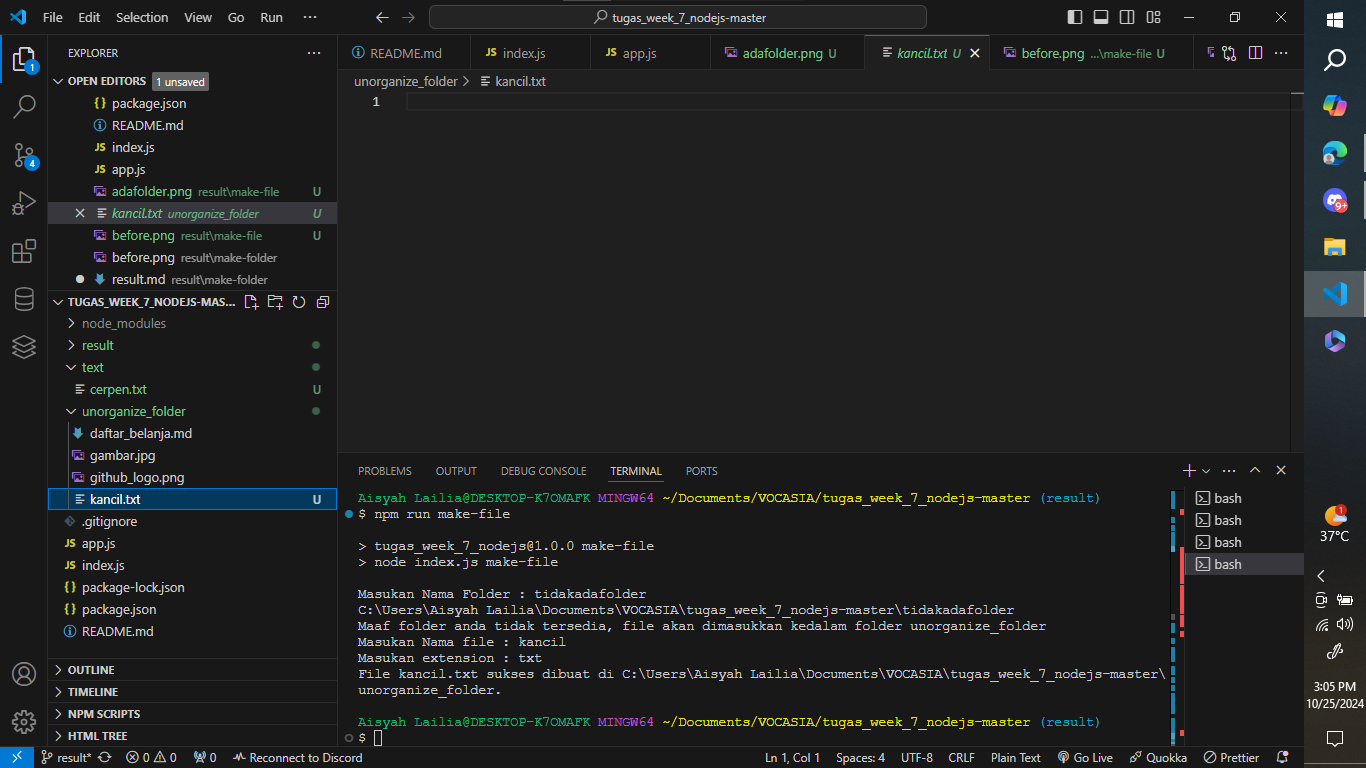 File Edit Selection View Go Run ···
tugas_week_7_nodejs-master
EXPLORER
OPEN EDITORS 1 unsaved
package.json
README.md
index.js
app.js
adafolder.png result\make-file U
kancil.txt unorganize_folder U
before.png result\make-file U
before.png result\make-folder
result.md result\make-folder
TUGAS_WEEK_7_NODEJS-MAS...
node_modules
result
text
cerpen.txt U
unorganize_folder
daftar_belanja.md
gambar.jpg
github_logo.png
kancil.txt U
.gitignore
app.js
index.js
package-lock.json
package.json
README.md
OUTLINE
TIMELINE
NPM SCRIPTS
HTML TREE
README.md JS index.js JS app.js adafolder.png U kancil.txt U before.png ...\make-file U
unorganize_folder > kancil.txt
1
PROBLEMS OUTPUT DEBUG CONSOLE TERMINAL PORTS
Aisyah Lailia@DESKTOP-K7OMAFK MINGW64 ~/Documents/VOCASIA/tugas_week_7_nodejs-master (result)
$ npm run make-file
> tugas_week_7_nodejs@1.0.0 make-file
> node index.js make-file
Masukan Nama Folder : tidakadafolder
C:\Users\Aisyah Lailia\Documents\VOCASIA\tugas_week_7_nodejs-master\tidakadafolder
Maaf folder anda tidak tersedia, file akan dimasukkan kedalam folder unorganize_folder
Masukan Nama file : kancil
Masukan extension : txt
File kancil.txt sukses dibuat di C:\Users\Aisyah Lailia\Documents\VOCASIA\tugas_week_7_nodejs-master\
unorganize_folder.
Aisyah Lailia@DESKTOP-K7OMAFK MINGW64 ~/Documents/VOCASIA/tugas_week_7_nodejs-master (result)
$
bash
bash
bash
bash
result* 0 0 0 Reconnect to Discord Ln 1, Col 1 Spaces: 4 UTF-8 CRLF Plain Text Go Live Quokka Prettier
1
4
9+
1
37°C
3:05 PM
10/25/2024